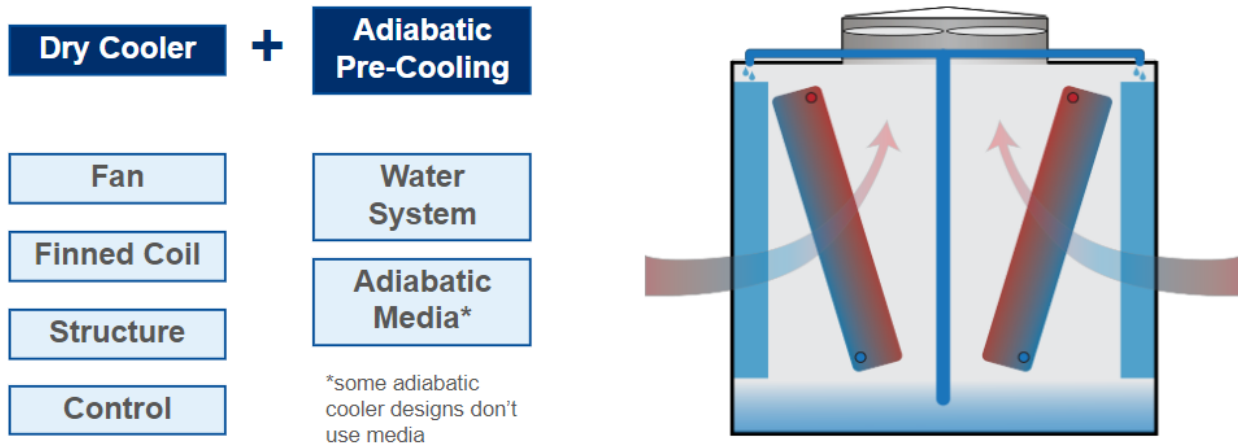 Dry Cooler
+
Adiabatic
Pre-Cooling
Fan
Finned Coil
Structure
Control
Water
System
Adiabatic
Media*
*some adiabatic
cooler designs don't
use media